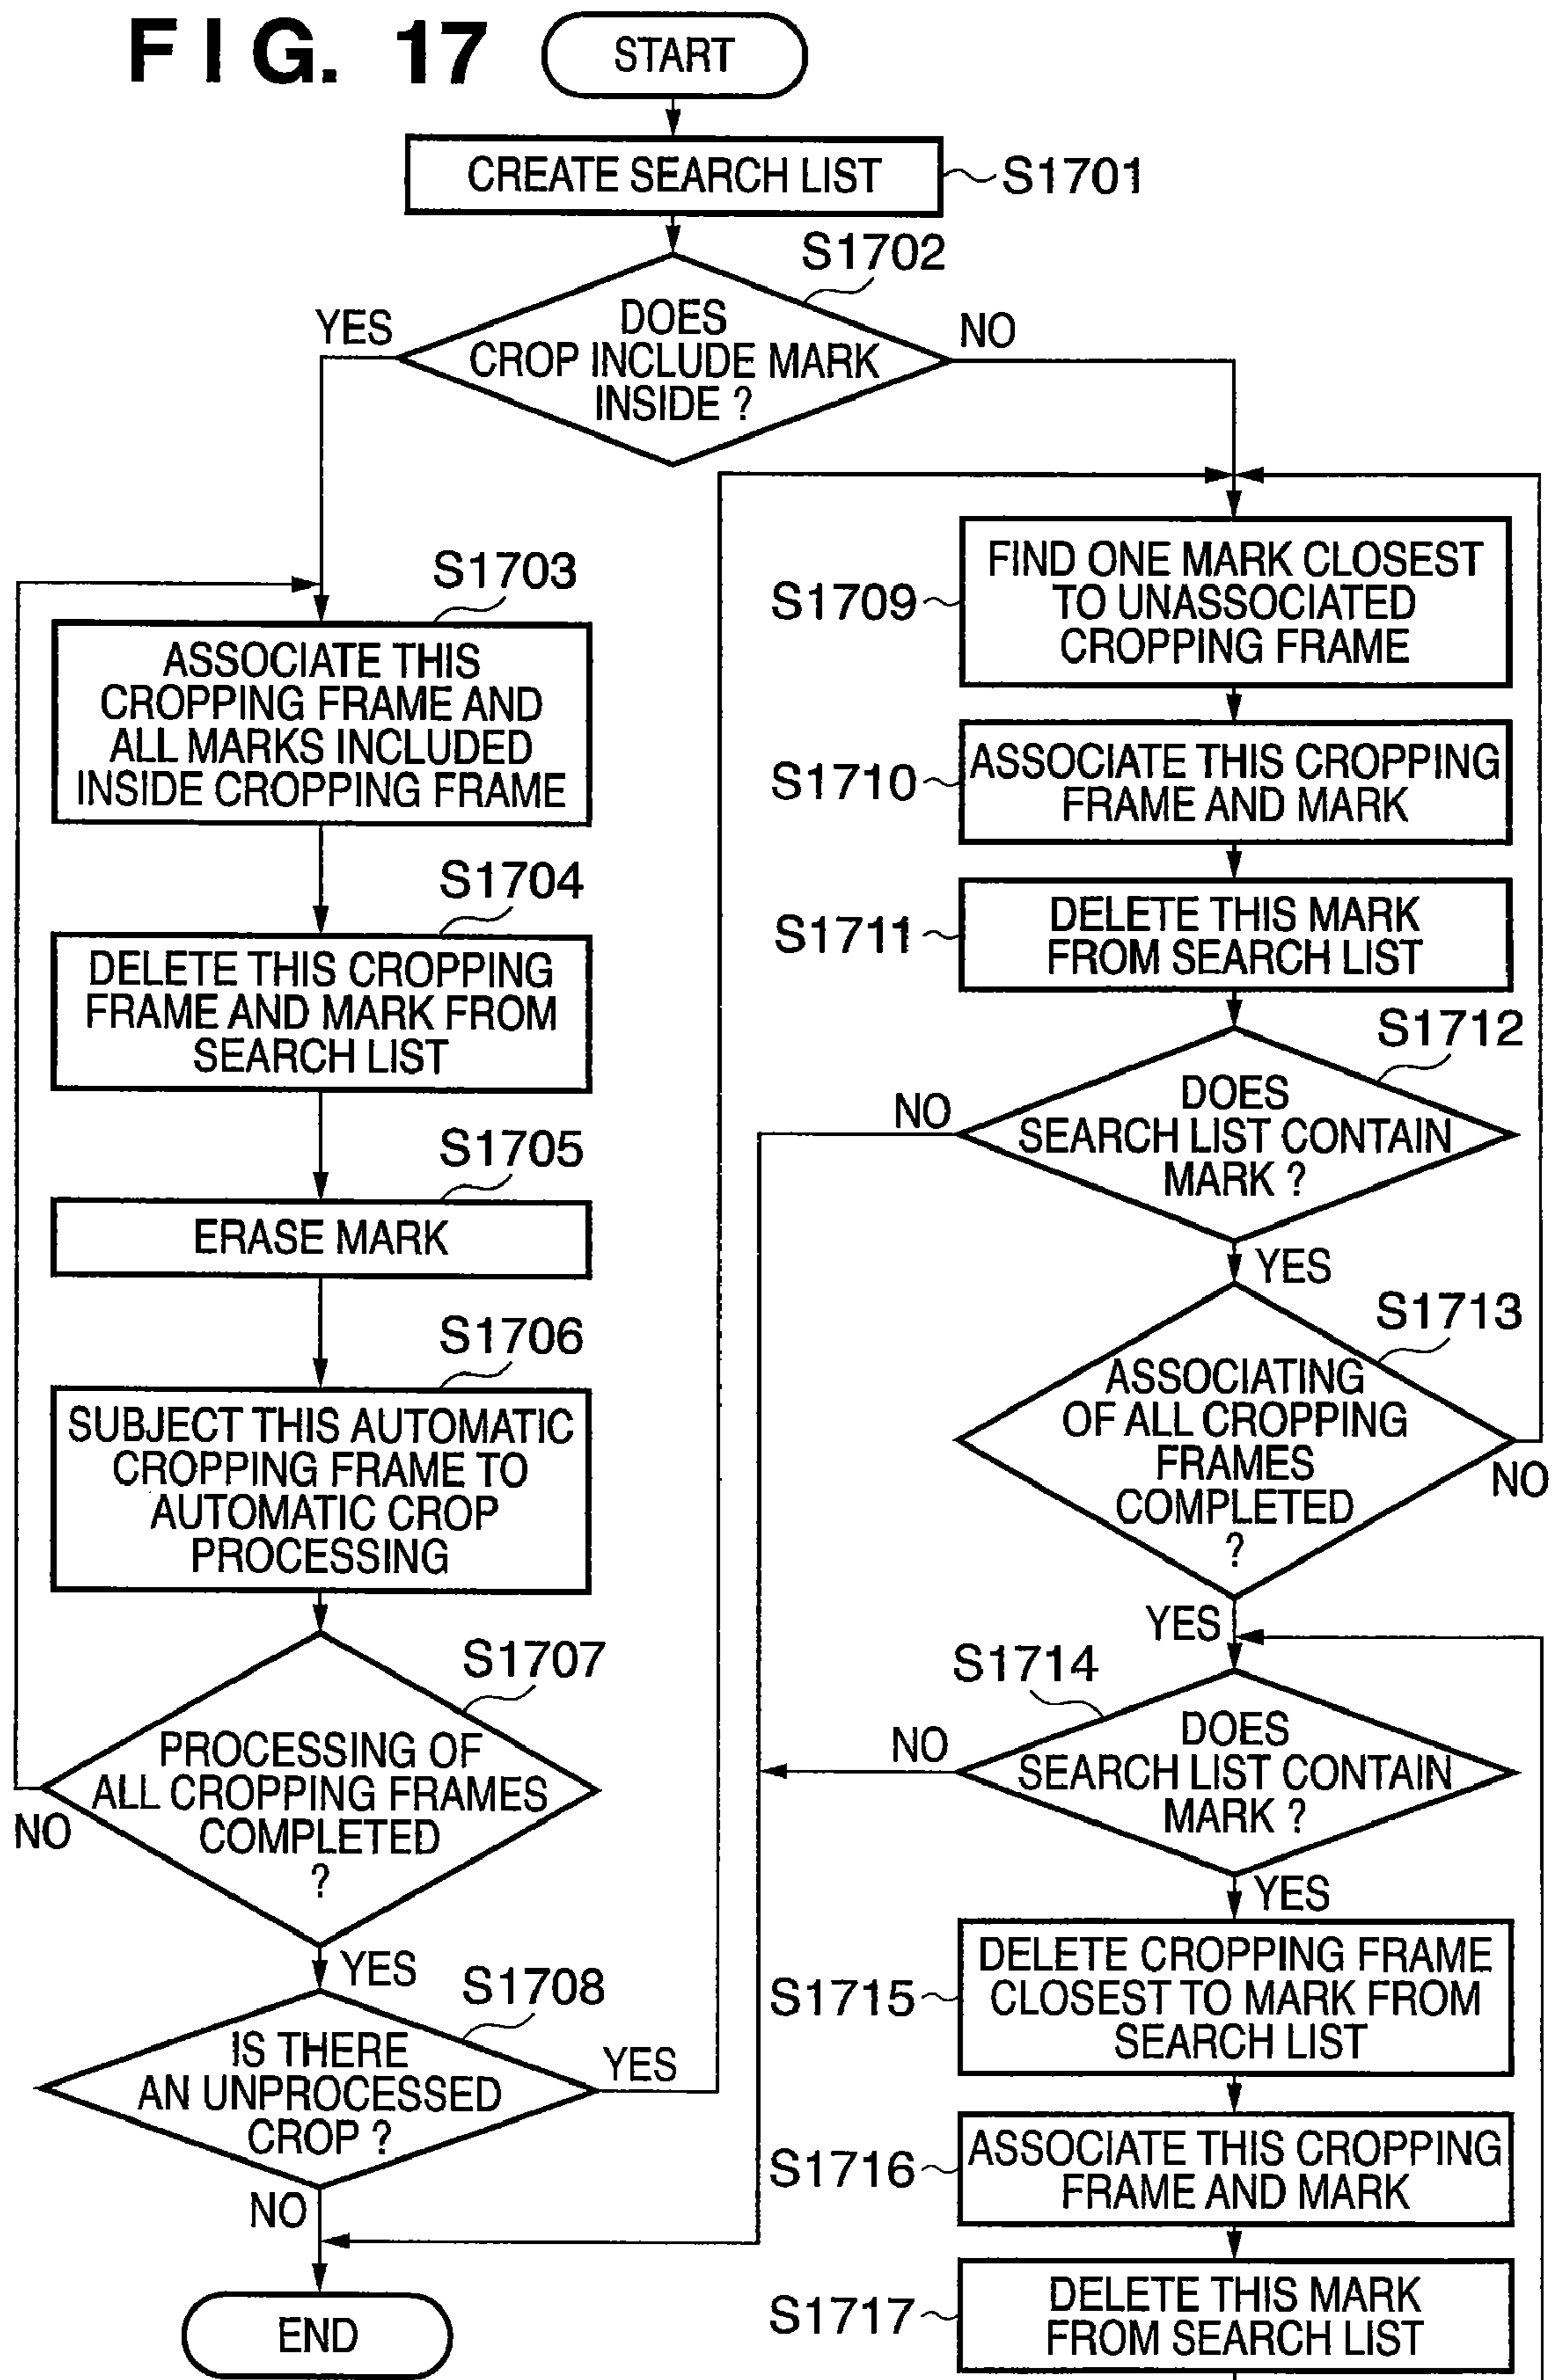 FIG. 17
START
CREATE SEARCH LIST
S1701
S1702
DOES
CROP INCLUDE MARK
INSIDE ?
YES
NO
S1703
ASSOCIATE THIS
CROPPING FRAME AND
ALL MARKS INCLUDED
INSIDE CROPPING FRAME
S1704
DELETE THIS CROPPING
FRAME AND MARK FROM
SEARCH LIST
S1705
ERASE MARK
S1706
SUBJECT THIS AUTOMATIC
CROPPING FRAME TO
AUTOMATIC CROP
PROCESSING
S1707
PROCESSING OF
ALL CROPPING FRAMES
COMPLETED
?
NO
YES
S1708
IS THERE
AN UNPROCESSED
CROP ?
YES
NO
END
S1709
FIND ONE MARK CLOSEST
TO UNASSOCIATED
CROPPING FRAME
S1710
ASSOCIATE THIS CROPPING
FRAME AND MARK
S1711
DELETE THIS MARK
FROM SEARCH LIST
S1712
DOES
SEARCH LIST CONTAIN
MARK ?
NO
YES
S1713
ASSOCIATING
OF ALL CROPPING
FRAMES
COMPLETED
?
NO
YES
S1714
DOES
SEARCH LIST CONTAIN
MARK ?
NO
YES
S1715
DELETE CROPPING FRAME
CLOSEST TO MARK FROM
SEARCH LIST
S1716
ASSOCIATE THIS CROPPING
FRAME AND MARK
S1717
DELETE THIS MARK
FROM SEARCH LIST